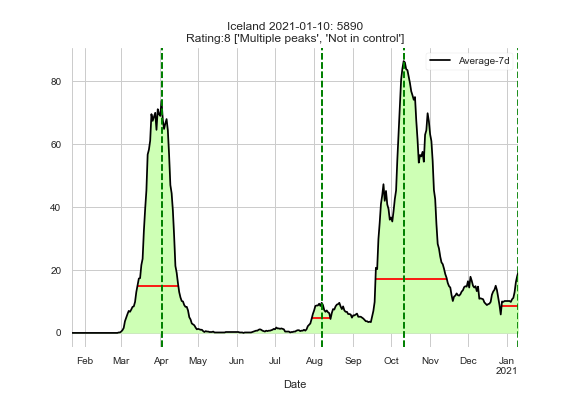 Iceland 2021-01-10: 5890
Rating:8 ['Multiple peaks', 'Not in control']
Average-7d
80
60
40
20
0
Feb Mar Apr May Jun Jul Aug Sep Oct Nov Dec Jan
2021
Date